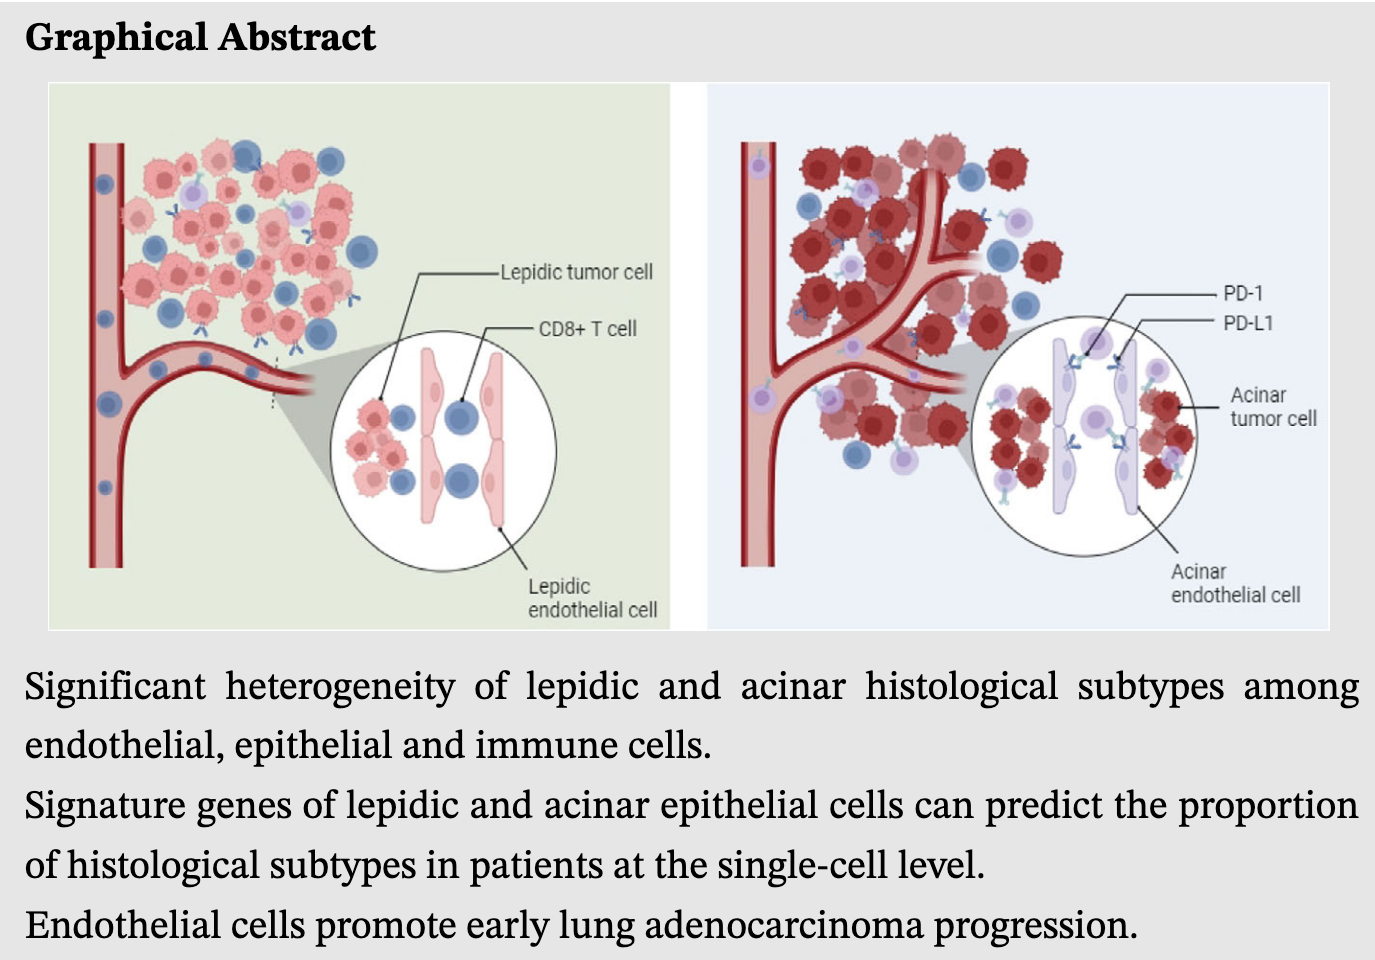 Graphical Abstract
Lepidic tumor cell
CD8+ T cell
Lepidic
endothelial cell
PD-1
PD-L1
Acinar
tumor cell
Acinar
endothelial cell
Significant heterogeneity of lepidic and acinar histological subtypes among
endothelial, epithelial and immune cells.
Signature genes of lepidic and acinar epithelial cells can predict the proportion
of histological subtypes in patients at the single-cell level.
Endothelial cells promote early lung adenocarcinoma progression.